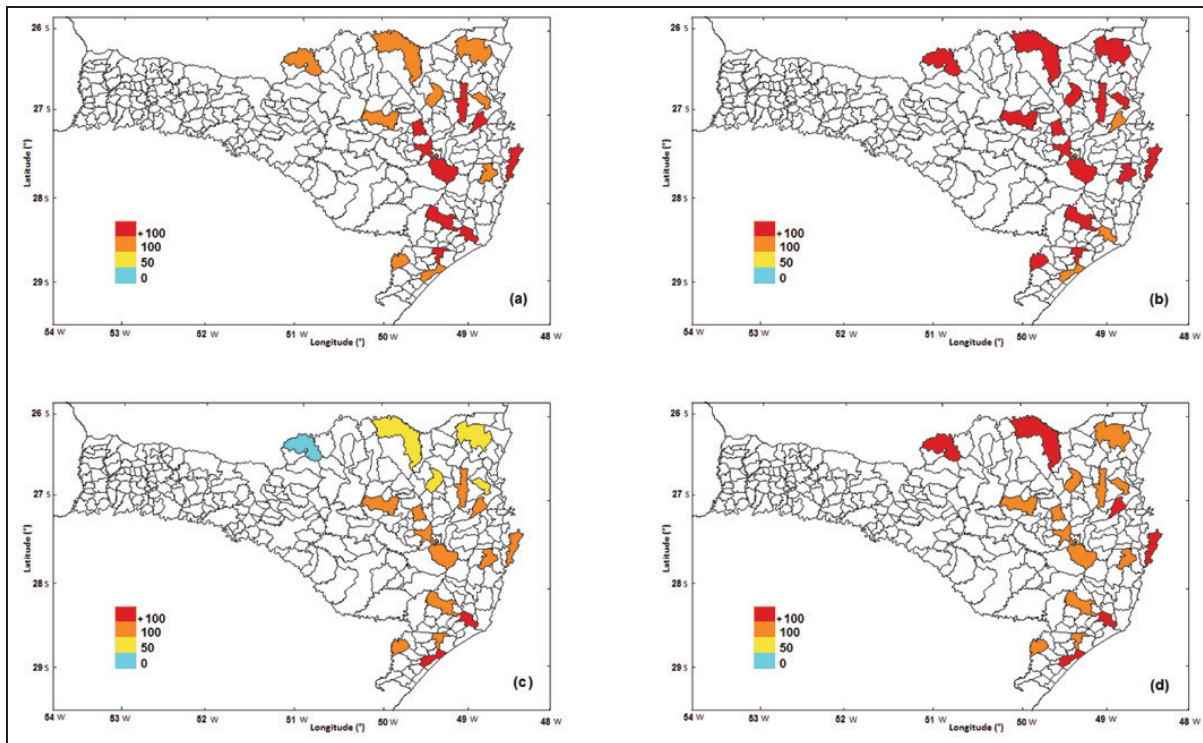 26 S
27 S
28 S
29 S
Latitude (°)
+ 100
100
50
0
(a)
54 W
53 W
52 W
51 W
50 W
49 W
48 W
Longitude (°)
26 S
27 S
28 S
29 S
Latitude (°)
+ 100
100
50
0
(b)
54 W
53 W
52 W
51 W
50 W
49 W
48 W
Longitude (°)
26 S
27 S
28 S
29 S
Latitude (°)
+ 100
100
50
0
(c)
54 W
53 W
52 W
51 W
50 W
49 W
48 W
Longitude (°)
26 S
27 S
28 S
29 S
Latitude (°)
+ 100
100
50
0
(d)
54 W
53 W
52 W
51 W
50 W
49 W
48 W
Longitude (°)